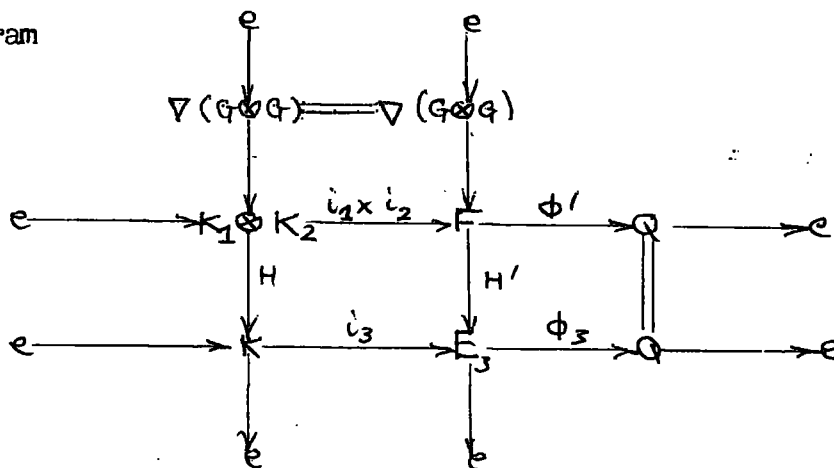 ram
e e
∇ (G⊗G) ∇ (G⊗G)
e K₁ ⊗ K₂ i₁ x i₂ E ϕ' Q e
H H'
e K i₃ E₃ ϕ₃ Q e
e e